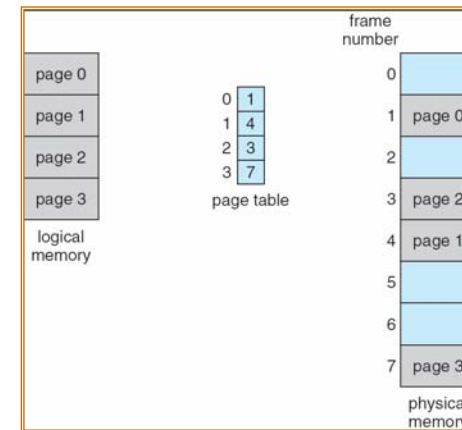 frame
number
page 0
page 1
page 2
page 3
logical
memory
0 1
1 4
2 3
3 7
page table
0
1 page 0
2
3 page 2
4 page 1
5
6
7 page 3
physica
memory